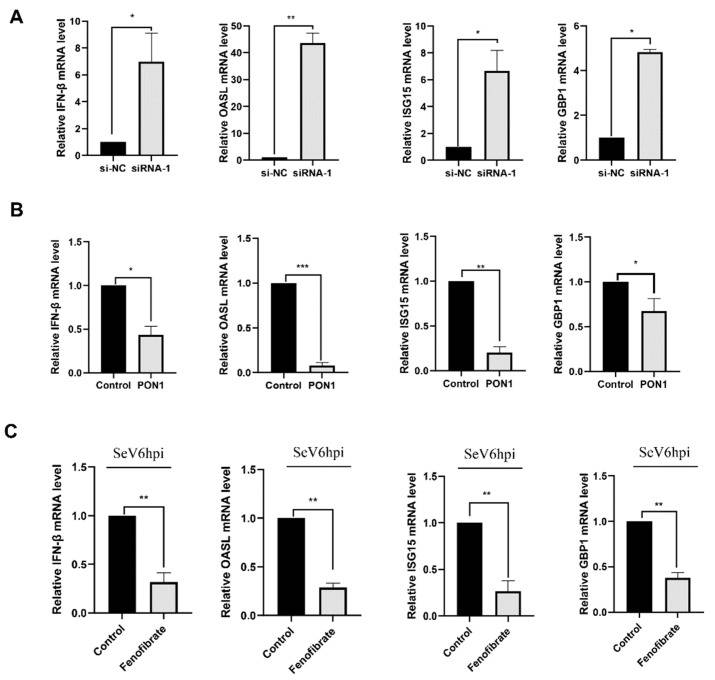 A
Relative IFN-β mRNA level
10
8
6
4
2
0
*
si-NC siRNA-1
Relative OASL mRNA level
50
40
30
20
10
0
**
si-NC siRNA-1
Relative ISG15 mRNA level
10
8
6
4
2
0
*
si-NC siRNA-1
Relative GBP1 mRNA level
6
4
2
0
*
si-NC siRNA-1
B
Relative IFN-β mRNA level
1.5
1.0
0.5
0.0
*
Control PON1
Relative OASL mRNA level
1.5
1.0
0.5
0.0
***
Control PON1
Relative ISG15 mRNA level
1.5
1.0
0.5
0.0
**
Control PON1
Relative GBP1 mRNA level
1.5
1.0
0.5
0.0
*
Control PON1
C
SeV6hpi
Relative IFN-β mRNA level
1.5
1.0
0.5
0.0
**
Control
Fenofibrate
SeV6hpi
Relative OASL mRNA level
1.5
1.0
0.5
0.0
**
Control
Fenofibrate
SeV6hpi
Relative ISG15 mRNA level
1.5
1.0
0.5
0.0
**
Control
Fenofibrate
SeV6hpi
Relative GBP1 mRNA level
1.5
1.0
0.5
0.0
**
Control
Fenofibrate